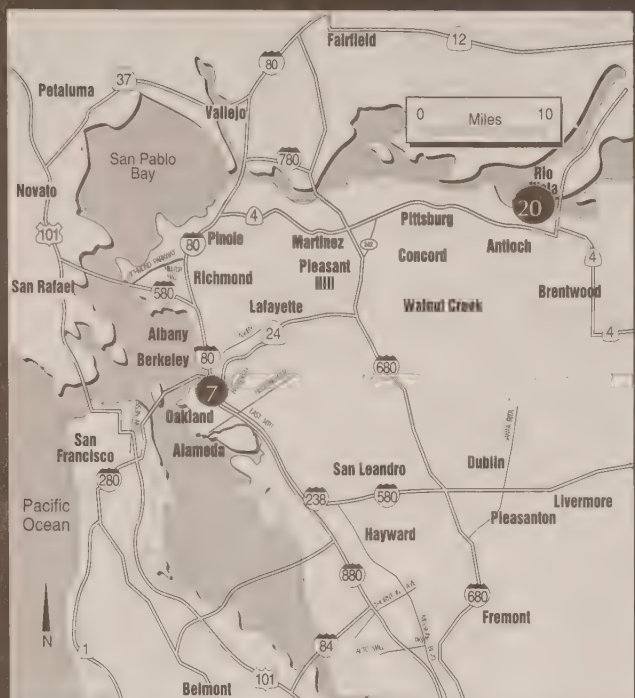 Fairfield
12
80
37
Petaluma
Vallejo
0 Miles 10
San Pablo
Bay
780
Rio
Vista
20
Novato
4
Pittsburg
101
80
Pinole
Martinez
242
Antioch
Pleasant
Hill
Concord
4
Richmond
San Rafael
580
Brentwood
Lafayette
Walnut Creek
Albany
24
4
Berkeley
80
680
7
Oakland
San
Francisco
Alameda
Dublin
San Leandro
280
238
580
Livermore
Pacific
Ocean
Pleasanton
Hayward
880
680
Fremont
N
84
1
101
Belmont